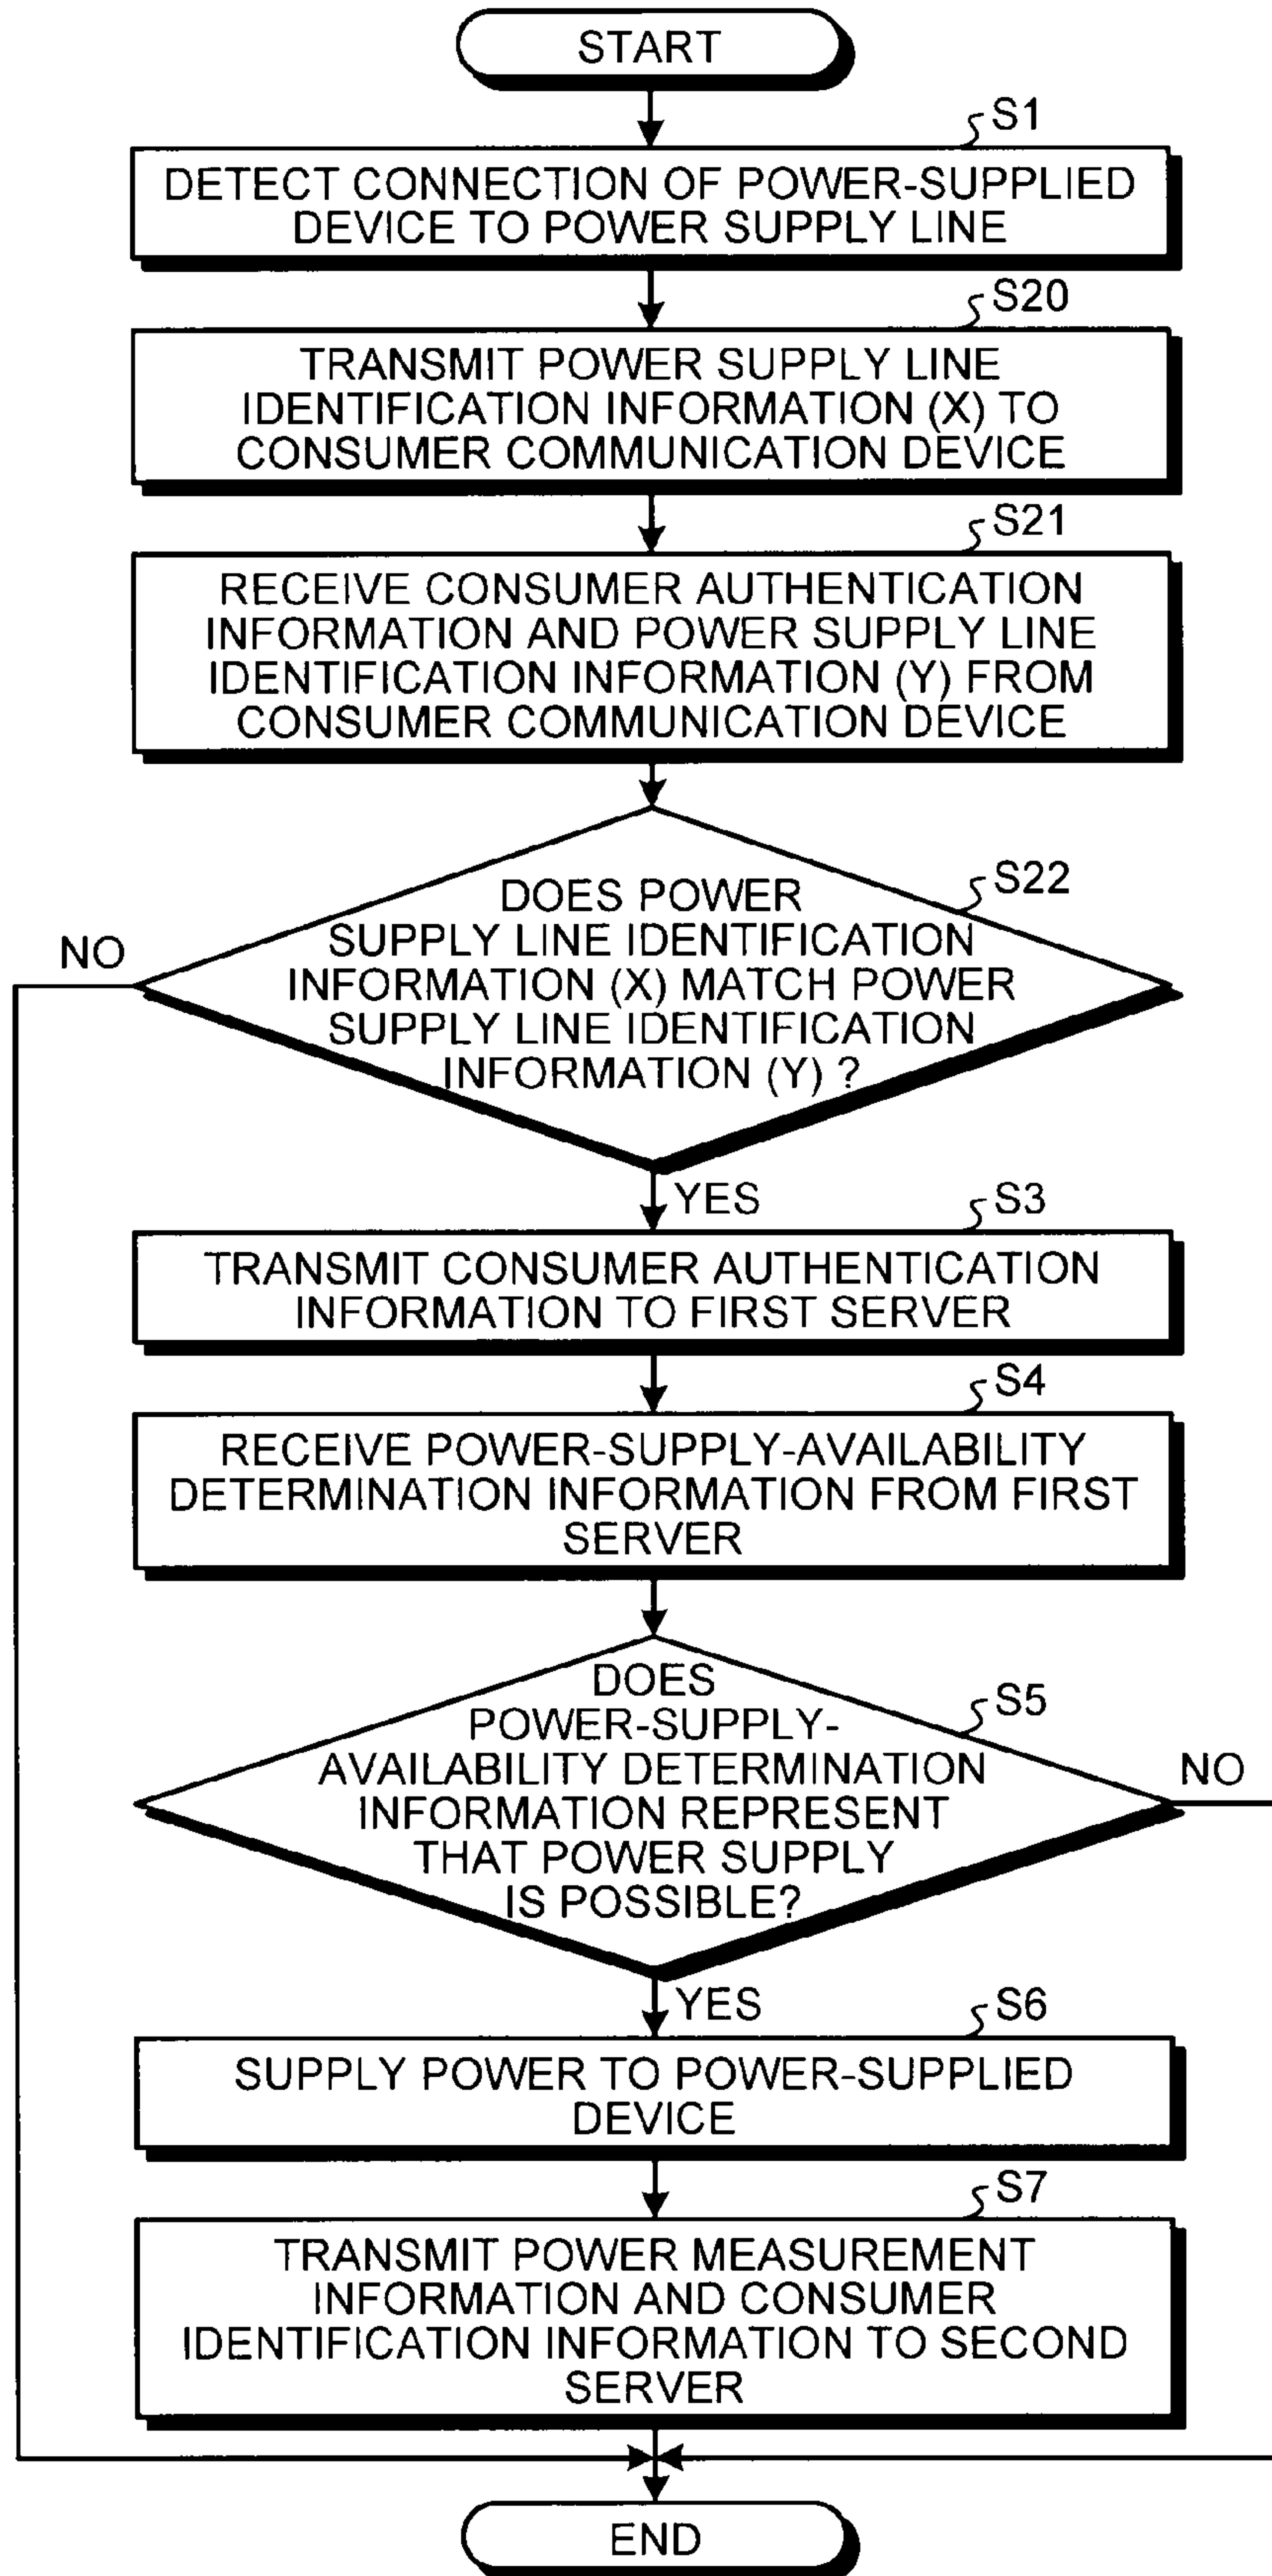 START
S1
DETECT CONNECTION OF POWER-SUPPLIED
DEVICE TO POWER SUPPLY LINE
S20
TRANSMIT POWER SUPPLY LINE
IDENTIFICATION INFORMATION (X) TO
CONSUMER COMMUNICATION DEVICE
S21
RECEIVE CONSUMER AUTHENTICATION
INFORMATION AND POWER SUPPLY LINE
IDENTIFICATION INFORMATION (Y) FROM
CONSUMER COMMUNICATION DEVICE
S22
DOES POWER
SUPPLY LINE IDENTIFICATION
INFORMATION (X) MATCH POWER
SUPPLY LINE IDENTIFICATION
INFORMATION (Y) ?
NO
YES
S3
TRANSMIT CONSUMER AUTHENTICATION
INFORMATION TO FIRST SERVER
S4
RECEIVE POWER-SUPPLY-AVAILABILITY
DETERMINATION INFORMATION FROM FIRST
SERVER
S5
DOES
POWER-SUPPLY-
AVAILABILITY DETERMINATION
INFORMATION REPRESENT
THAT POWER SUPPLY
IS POSSIBLE?
NO
YES
S6
SUPPLY POWER TO POWER-SUPPLIED
DEVICE
S7
TRANSMIT POWER MEASUREMENT
INFORMATION AND CONSUMER
IDENTIFICATION INFORMATION TO SECOND
SERVER
END